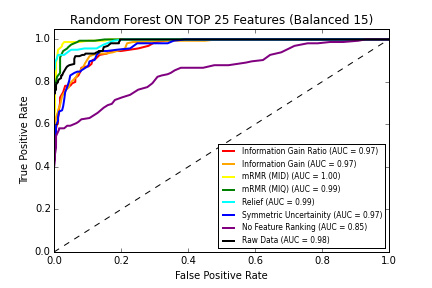 Random Forest ON TOP 25 Features (Balanced 15)
1.0
0.8
0.6
0.4
0.2
0.0
True Positive Rate
Information Gain Ratio (AUC = 0.97)
Information Gain (AUC = 0.97)
mRMR (MID) (AUC = 1.00)
mRMR (MIQ) (AUC = 0.99)
Relief (AUC = 0.99)
Symmetric Uncertainity (AUC = 0.97)
No Feature Ranking (AUC = 0.85)
Raw Data (AUC = 0.98)
0.0 0.2 0.4 0.6 0.8 1.0
False Positive Rate